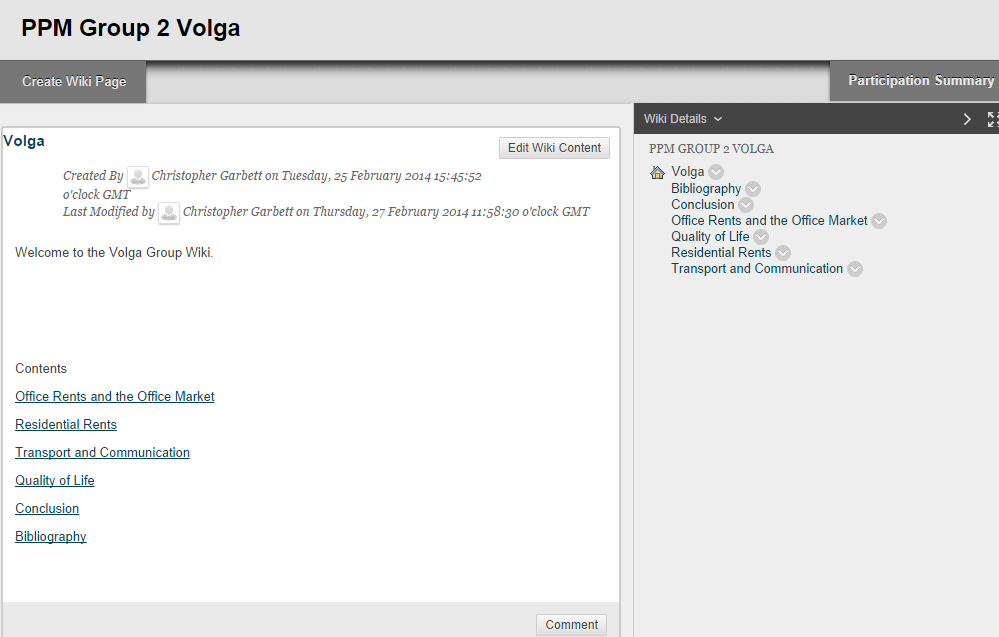 PPM Group 2 Volga
Create Wiki Page
Participation Summary
Volga
Edit Wiki Content
Created By Christopher Garbett on Tuesday, 25 February 2014 15:45:52
o'clock GMT
Last Modified by Christopher Garbett on Thursday, 27 February 2014 11:58:30 o'clock GMT
Welcome to the Volga Group Wiki.
Contents
Office Rents and the Office Market
Residential Rents
Transport and Communication
Quality of Life
Conclusion
Bibliography
Comment
Wiki Details
PPM GROUP 2 VOLGA
Volga
Bibliography
Conclusion
Office Rents and the Office Market
Quality of Life
Residential Rents
Transport and Communication